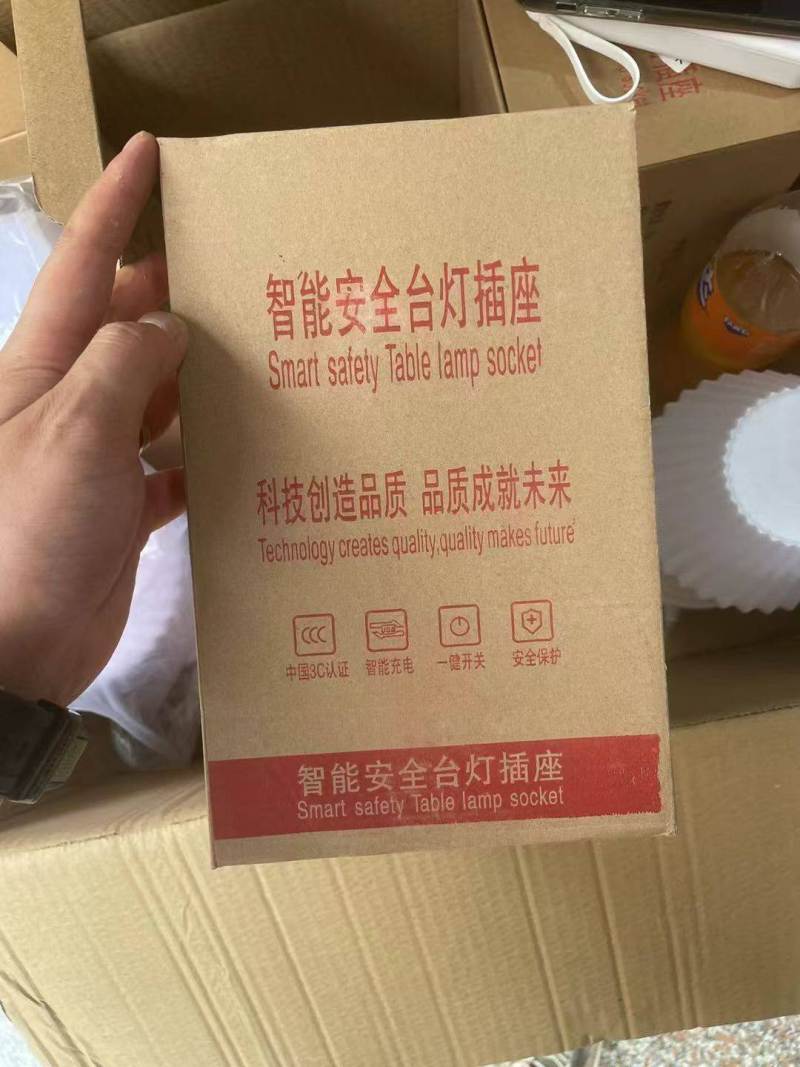 智能安全台灯插座
Smart safety Table lamp socket
科技创造品质 品质成就未来
Technology creates quality,quality makes future
CCC
USB
中国3C认证 智能充电 一健开关 安全保护
智能安全台灯插座
Smart safety Table lamp socket